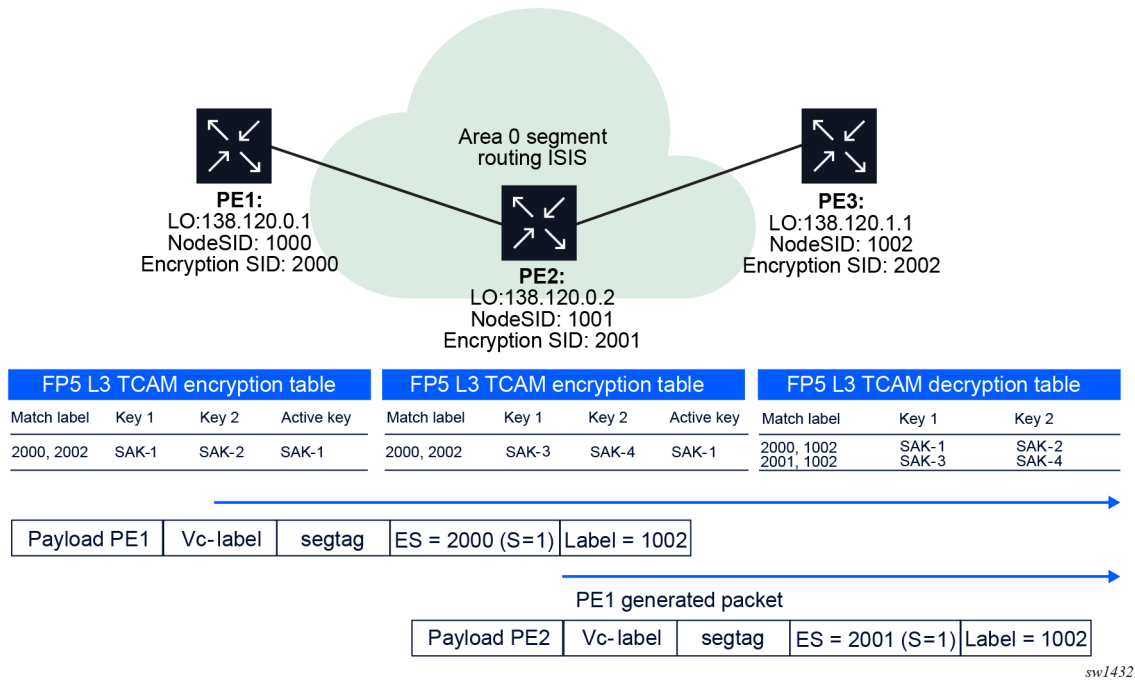 Area 0 segment
routing ISIS
PE1:
LO:138.120.0.1
NodeSID: 1000
Encryption SID: 2000
PE3:
LO:138.120.1.1
NodeSID: 1002
Encryption SID: 2002
PE2:
LO:138.120.0.2
NodeSID: 1001
Encryption SID: 2001
FP5 L3 TCAM encryption table
Match label Key 1 Key 2 Active key
2000, 2002 SAK-1 SAK-2 SAK-1
FP5 L3 TCAM encryption table
Match label Key 1 Key 2 Active key
2000, 2002 SAK-3 SAK-4 SAK-1
FP5 L3 TCAM decryption table
Match label Key 1 Key 2
2000, 1002 SAK-1 SAK-2
2001, 1002 SAK-3 SAK-4
Payload PE1 Vc-label segtag ES = 2000 (S=1) Label = 1002
PE1 generated packet
Payload PE2 Vc-label segtag ES = 2001 (S=1) Label = 1002
sw1432